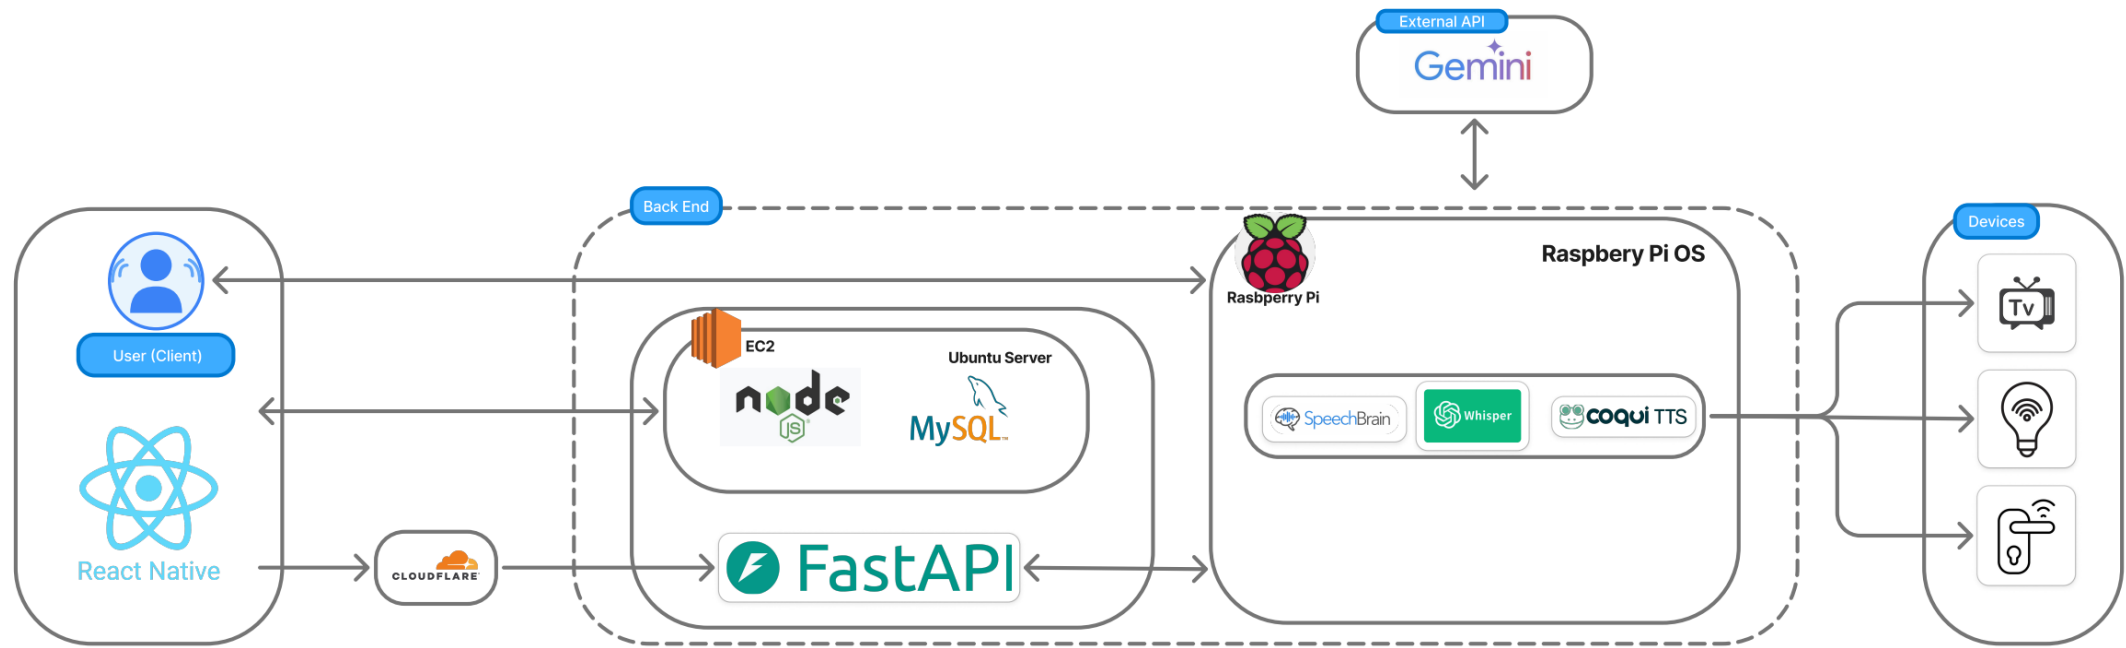 External API
Gemini
Back End
Devices
Raspbery Pi OS
Rasbperry Pi
Tv
User (Client)
EC2
Ubuntu Server
node
JS
MySQL
SpeechBrain
Whisper
coqui TTS
React Native
CLOUDFLARE
FastAPI